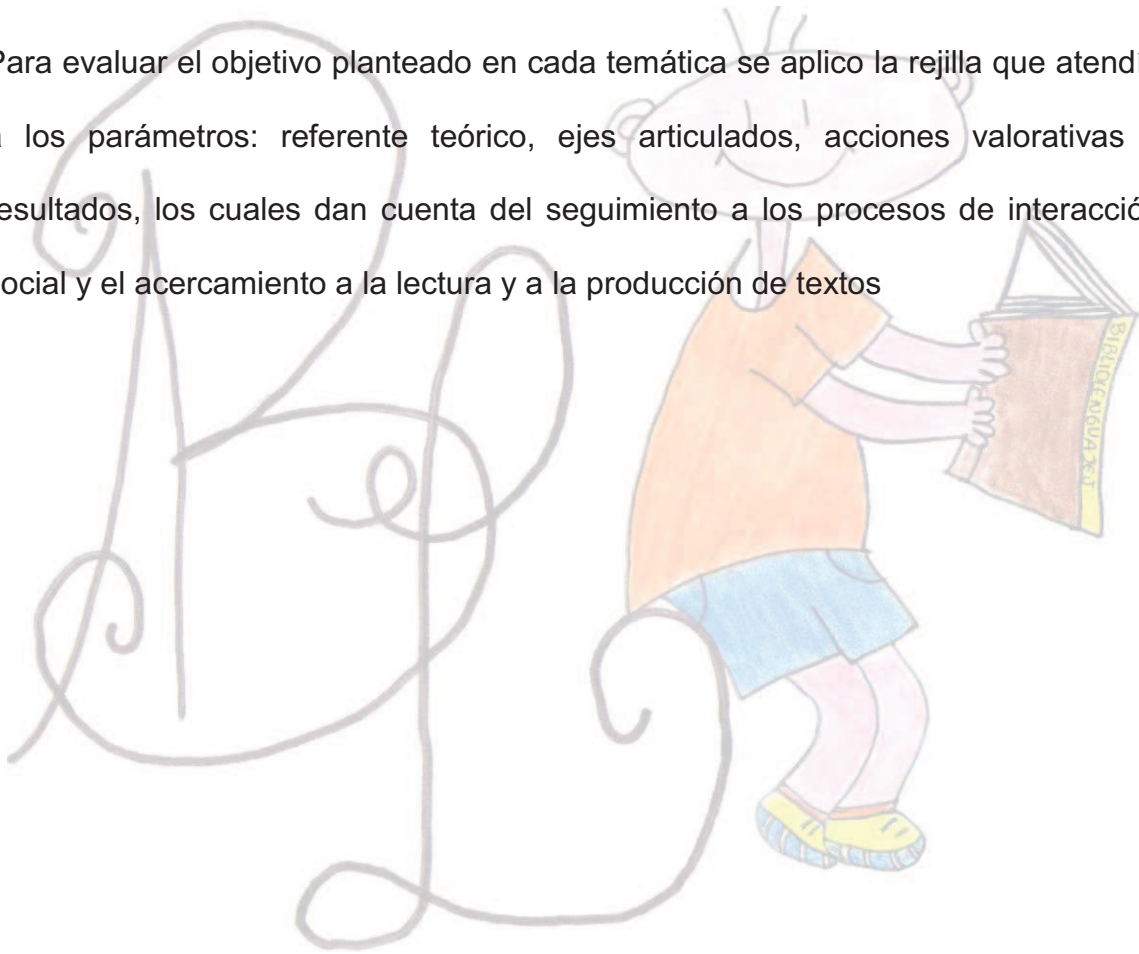 Para evaluar el objetivo planteado en cada temática se aplico la rejilla que atendí
los parámetros: referente teórico, ejes articulados, acciones valorativas
esultados, los cuales dan cuenta del seguimiento a los procesos de interacció
ocial y el acercamiento a la lectura y a la producción de textos
BL